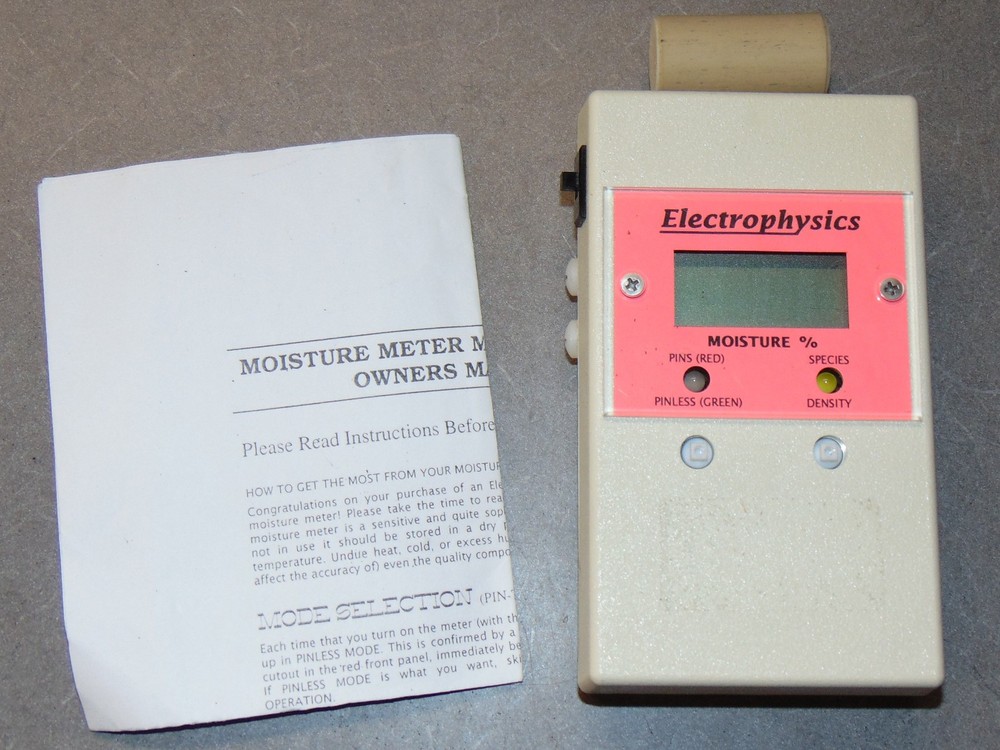 MOISTURE METER M
OWNERS MA
Please Read Instructions Before
HOW TO GET THE MOST FROM YOUR MOISTU
Congratulations on your purchase of an Ele
moisture meter! Please take the time to rea
moisture meter is a sensitive and quite sop
not in use it should be stored in a dry
temperature. Undue heat, cold, or excess hu
affect the accuracy of) even the quality compo
MODE SELECTION (PIN-
Each time that you turn on the meter (with th
up in PINLESS MODE. This is confirmed by a
cutout in the red front panel, immediately be
If PINLESS MODE is what you want, ski
OPERATION.
Electrophysics
MOISTURE %
PINS (RED)
SPECIES
PINLESS (GREEN)
DENSITY